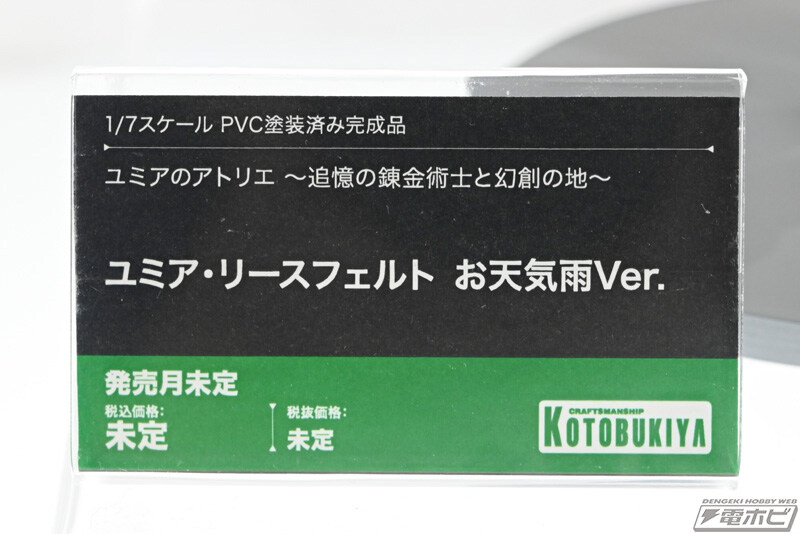 1/7スケール PVC塗装済み完成品
ユミアのアトリエ ～追憶の錬金術士と幻創の地～
ユミア・リースフェルト お天気雨Ver.
発売月未定
税込価格:
未定
税抜価格:
未定
CRAFTSMANSHIP
KOTOBUKIYA
DENGEKI HOBBY WEB
電ホビ